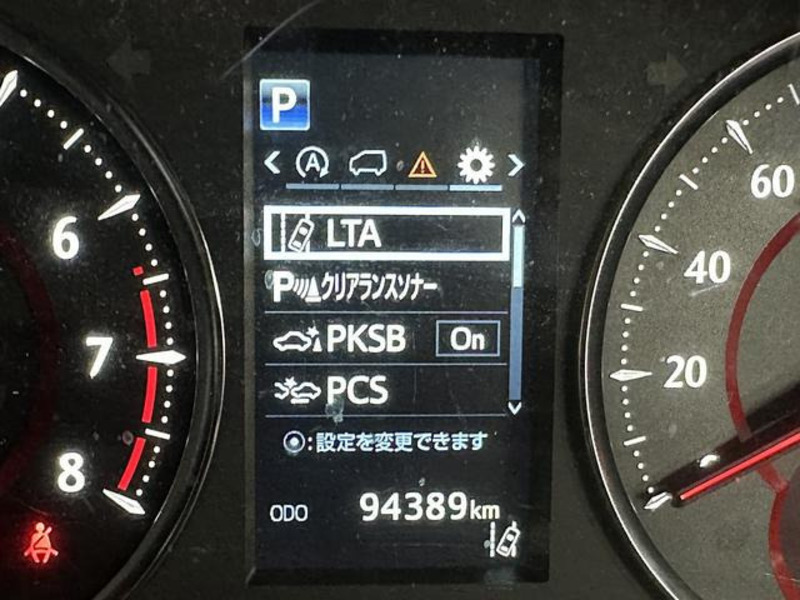 P
A
LTA
Pクリアランスソナー
PKSB On
PCS
:設定を変更できます
ODO 94389km
6
7
8
60
40
20